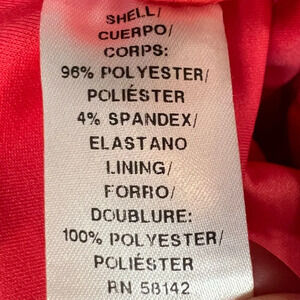 SHELL/
CUERPO/
CORPS:
96% POLYESTER/
POLIÉSTER
4% SPANDEX/
ELASTANO
LINING/
FORRO/
DOUBLURE:
100% POLYESTER/
POLIÉSTER
RN 58142